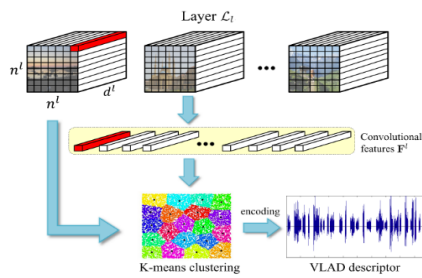 Layer 𝓛ₗ
nˡ
nˡ
dˡ
•••
•••
Convolutional
features 𝐅ˡ
encoding
K-means clustering
VLAD descriptor